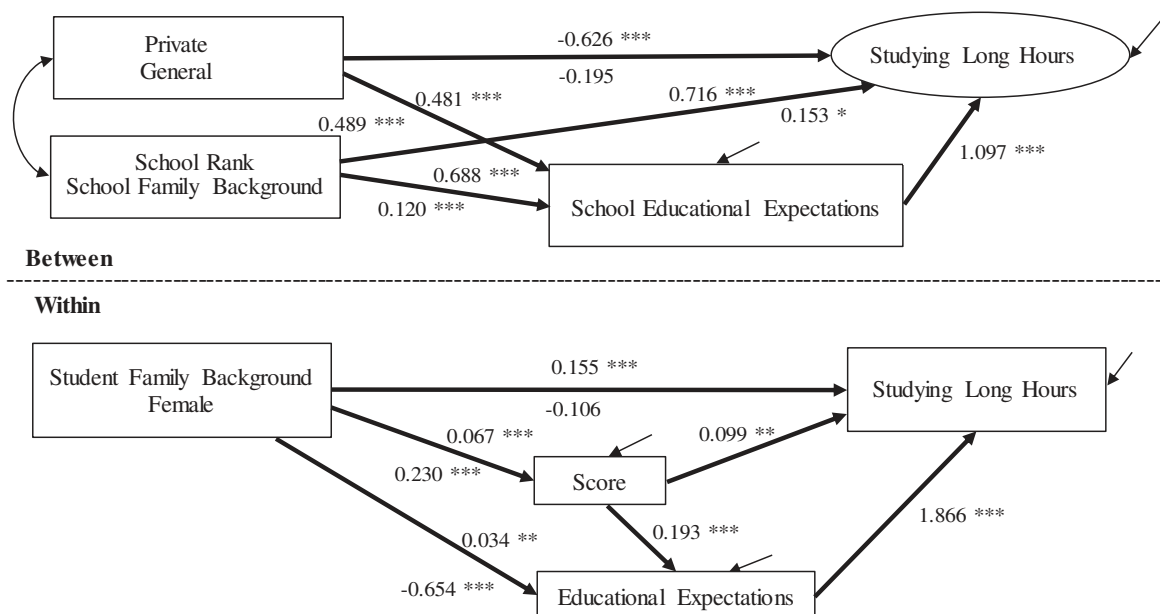 Private
General
-0.626 ***
-0.195
Studying Long Hours
0.481 ***
0.489 ***
0.716 ***
0.153 *
School Rank
School Family Background
0.688 ***
0.120 ***
School Educational Expectations
1.097 ***
Between
Within
Student Family Background
Female
0.155 ***
-0.106
Studying Long Hours
0.067 ***
0.230 ***
0.099 **
Score
0.193 ***
1.866 ***
0.034 **
-0.654 ***
Educational Expectations